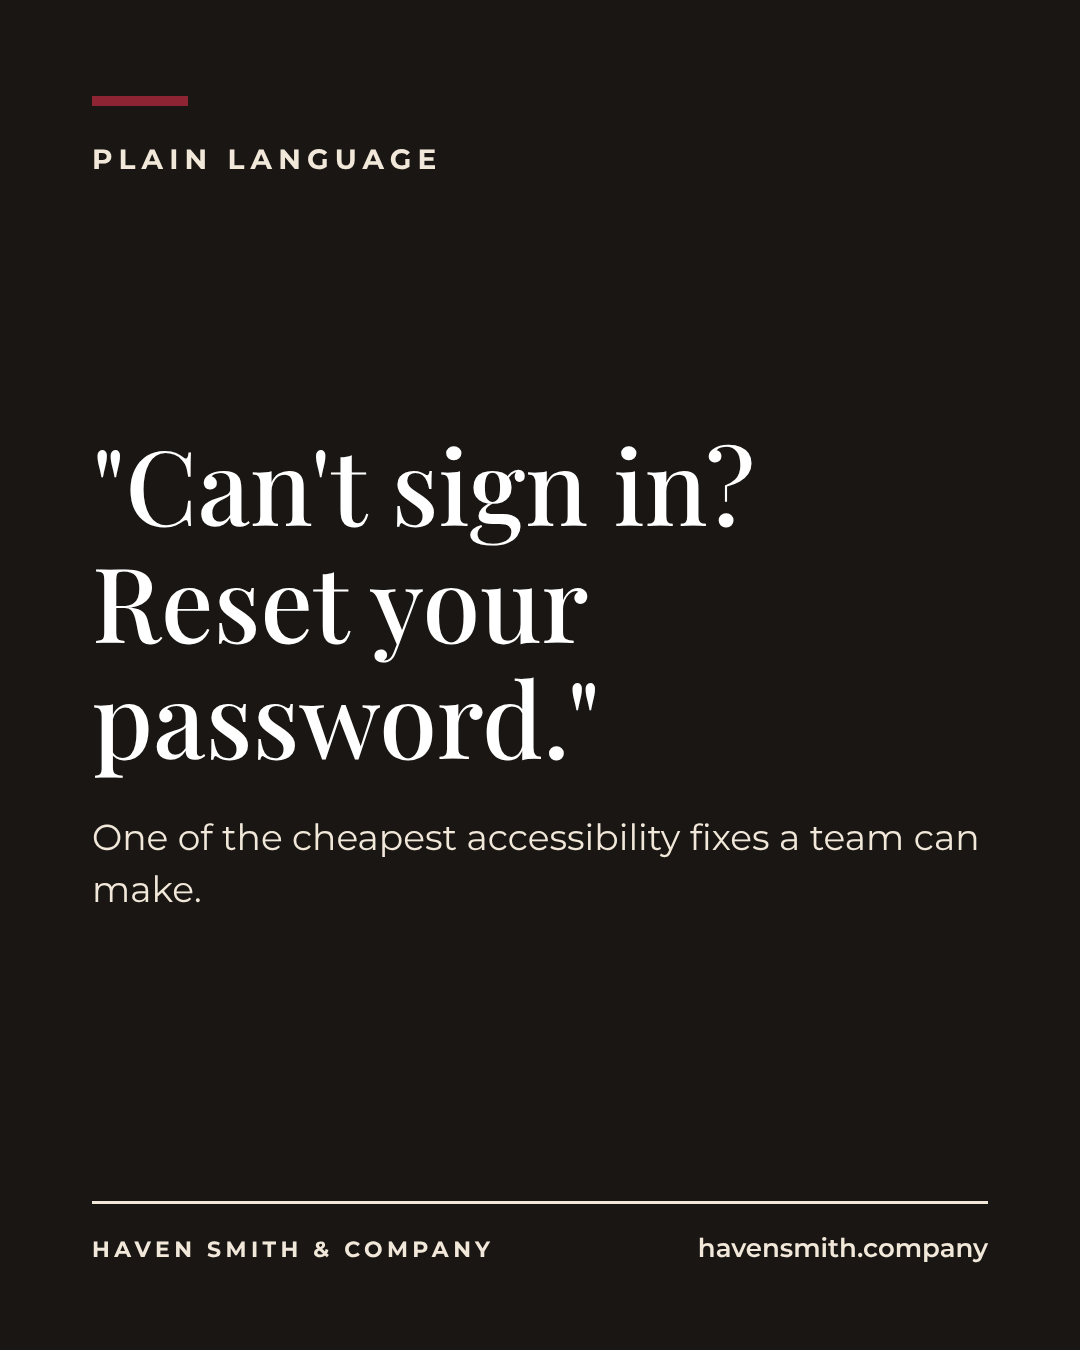 PLAIN LANGUAGE
"Can't sign in?
Reset your
password."
One of the cheapest accessibility fixes a team can
make.
HAVEN SMITH & COMPANY
havensmith.company